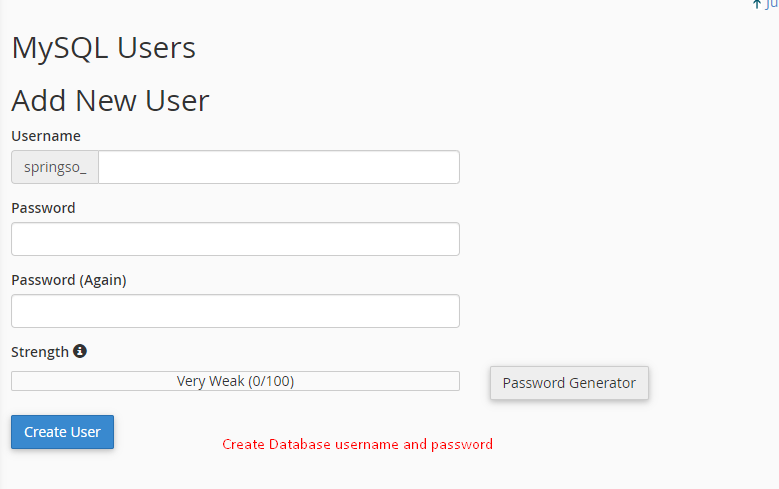 Ju
MySQL Users
Add New User
Username
springso_
Password
Password (Again)
Strength
Very Weak (0/100)
Password Generator
Create User
Create Database username and password